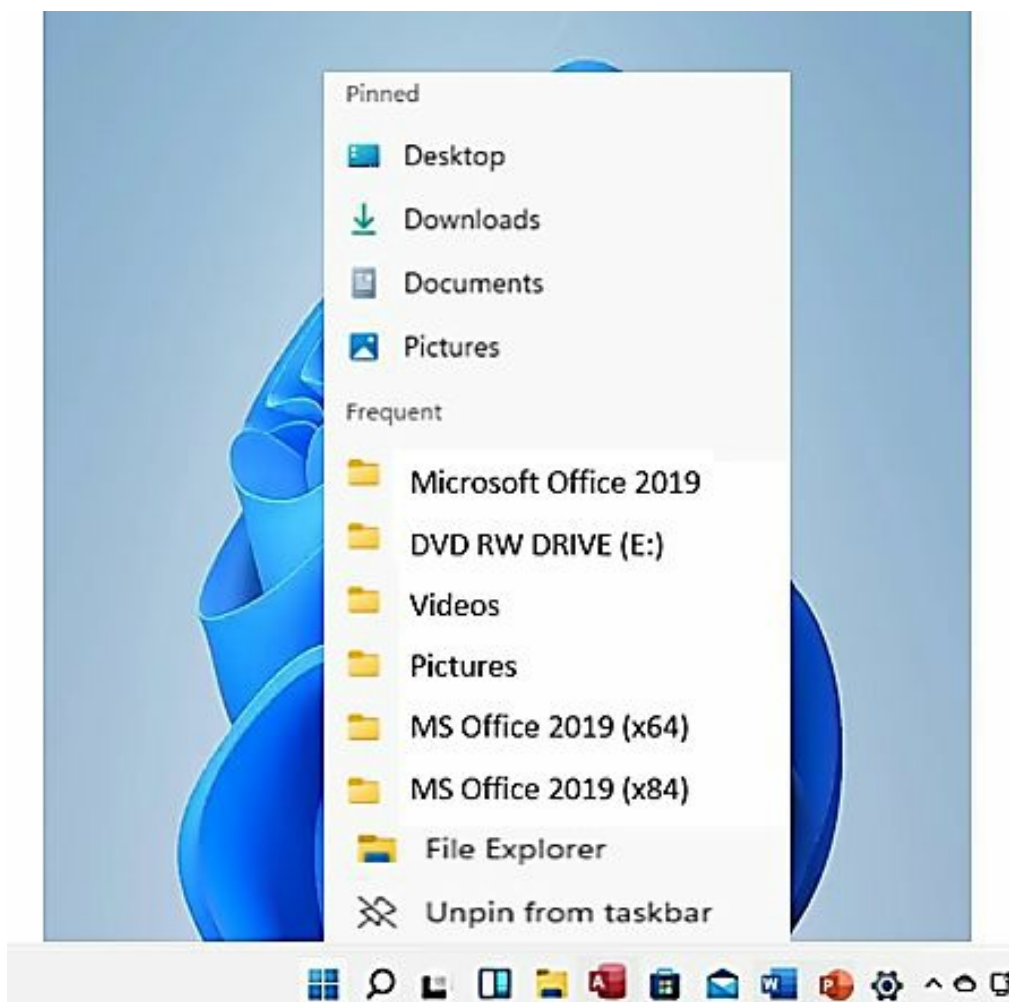 Pinned
Desktop
Downloads
Documents
Pictures
Frequent
Microsoft Office 2019
DVD RW DRIVE (E:)
Videos
Pictures
MS Office 2019 (x64)
MS Office 2019 (x84)
File Explorer
Unpin from taskbar